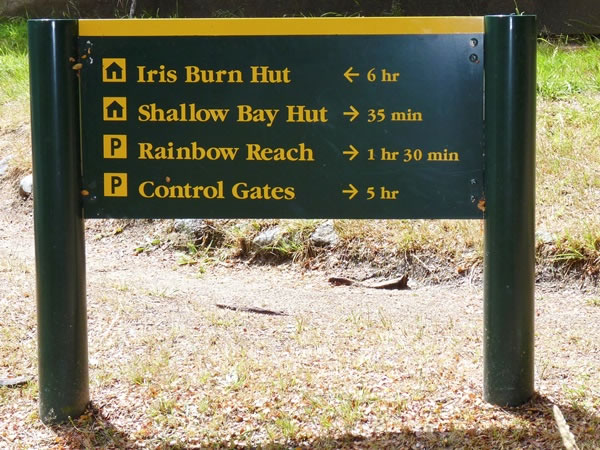 Iris Burn Hut ← 6 hr
Shallow Bay Hut → 35 min
P Rainbow Reach → 1 hr 30 min
P Control Gates → 5 hr